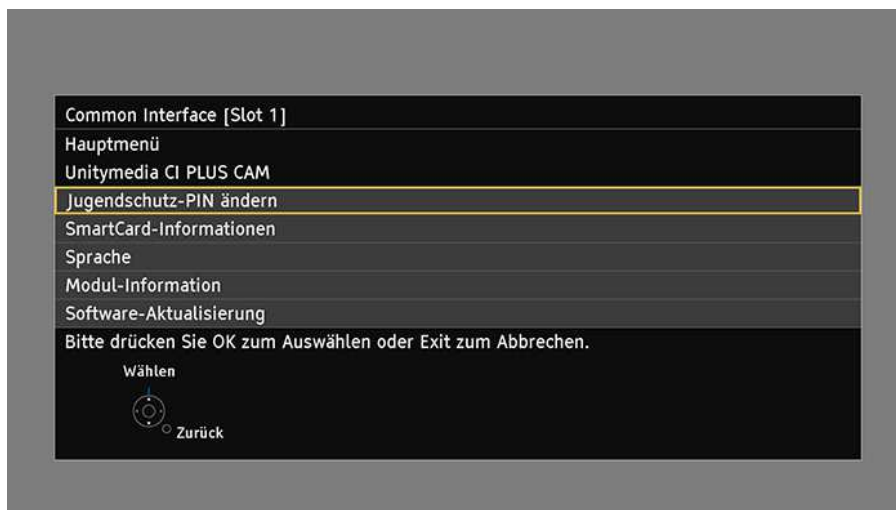 Common Interface [Slot 1]
Hauptmenü
Unitymedia CI PLUS CAM
Jugendschutz-PIN ändern
SmartCard-Informationen
Sprache
Modul-Information
Software-Aktualisierung
Bitte drücken Sie OK zum Auswählen oder Exit zum Abbrechen.
Wählen
Zurück